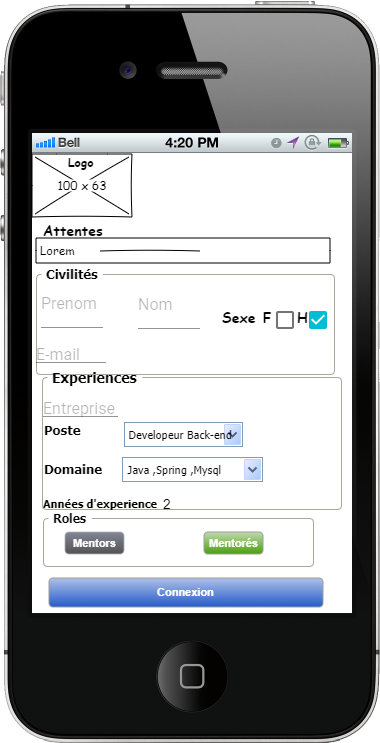 Bell 4:20 PM
Logo
100 x 63
Attentes
Lorem
Civilités
Prenom Nom
Sexe F H
E-mail
Experiences
Entreprise
Poste Developeur Back-end
Domaine Java ,Spring ,Mysql
Années d'experience 2
Roles
Mentors Mentorés
Connexion